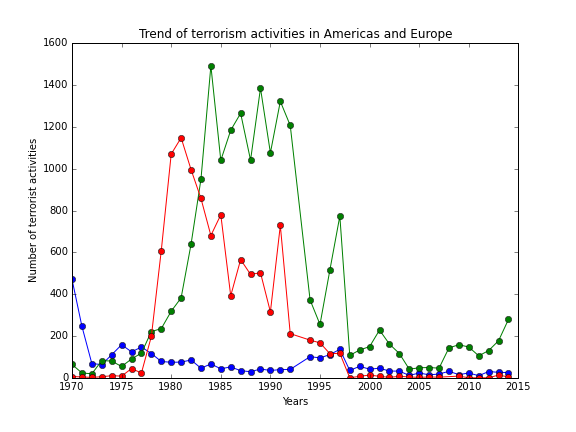 Trend of terrorism activities in Americas and Europe
1600
1400
1200
1000
800
600
400
200
0
Number of terrorist activities
1970 1975 1980 1985 1990 1995 2000 2005 2010 2015
Years